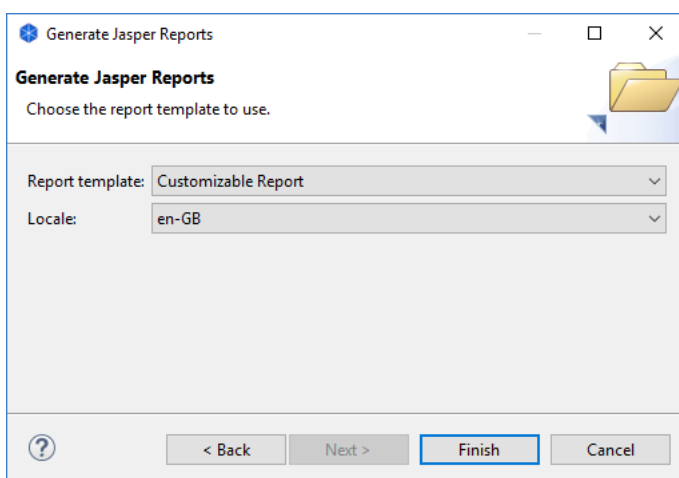 Generate Jasper Reports
Generate Jasper Reports
Choose the report template to use.
Report template: Customizable Report
Locale: en-GB
? < Back Next > Finish Cancel